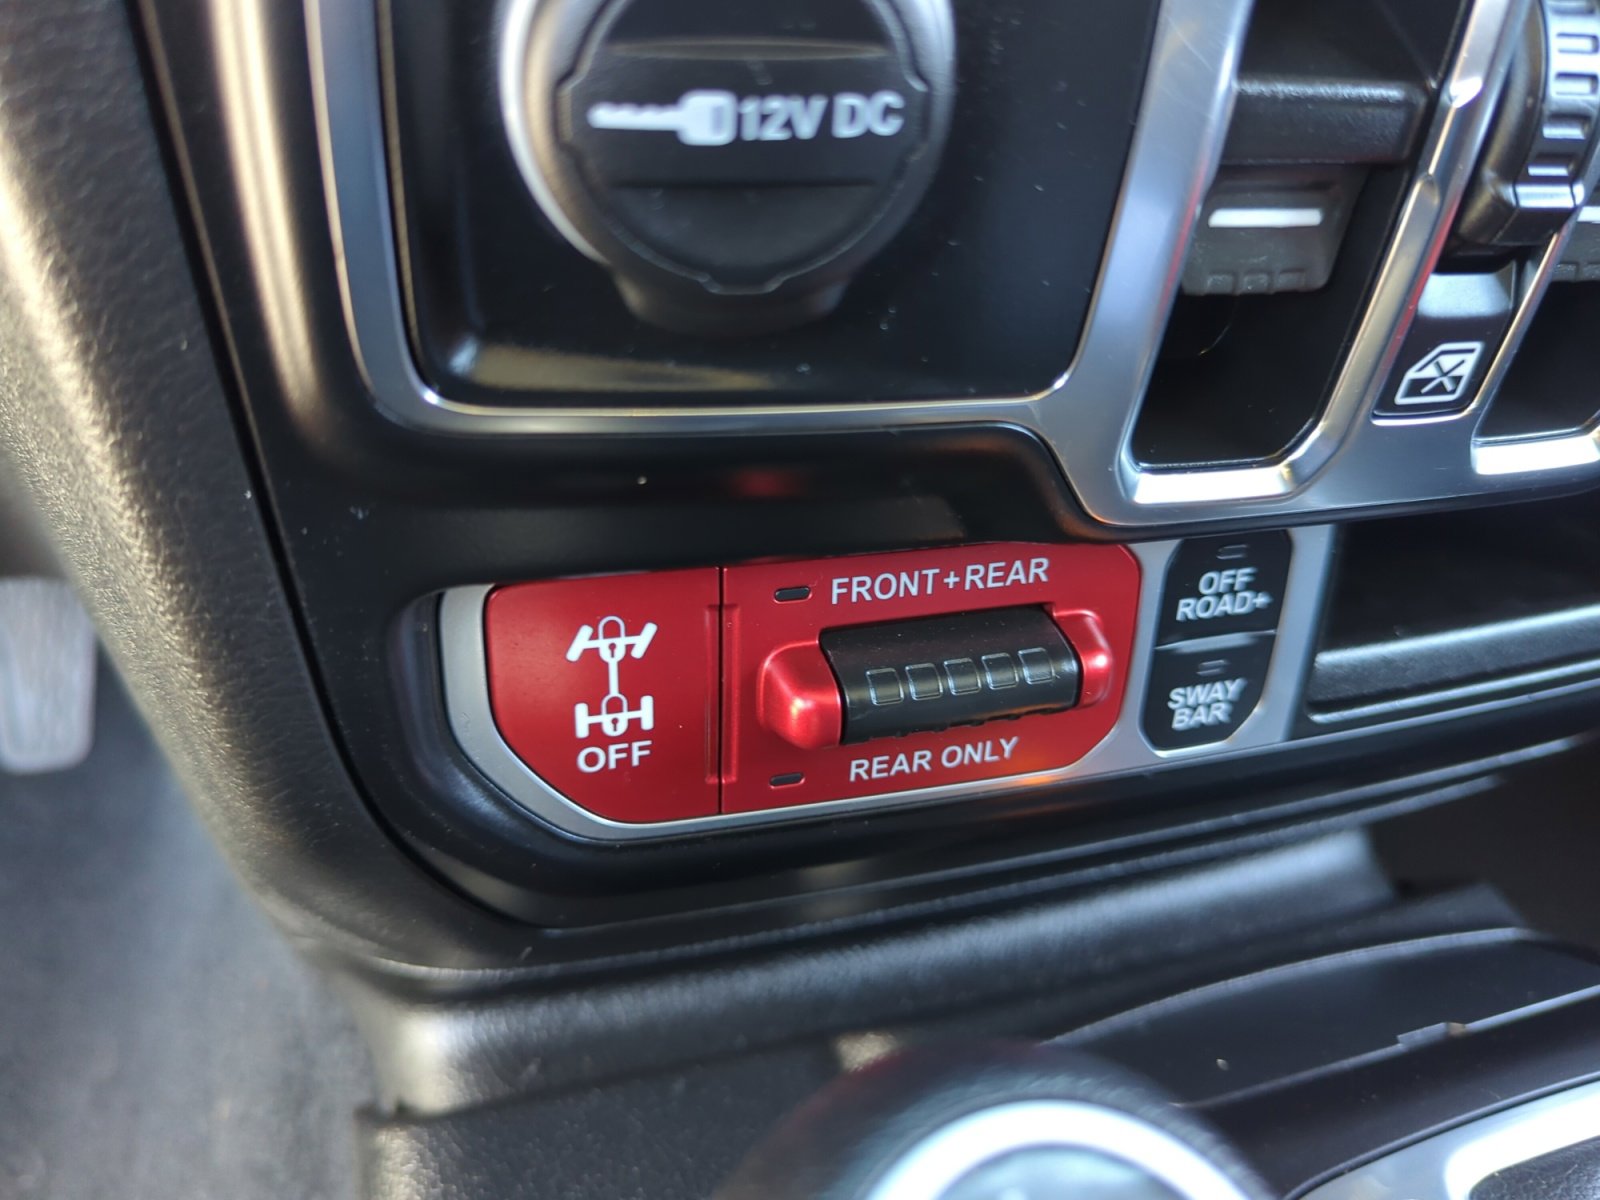 12V DC
FRONT+REAR
OFF
REAR ONLY
OFF
ROAD+
SWAY
BAR